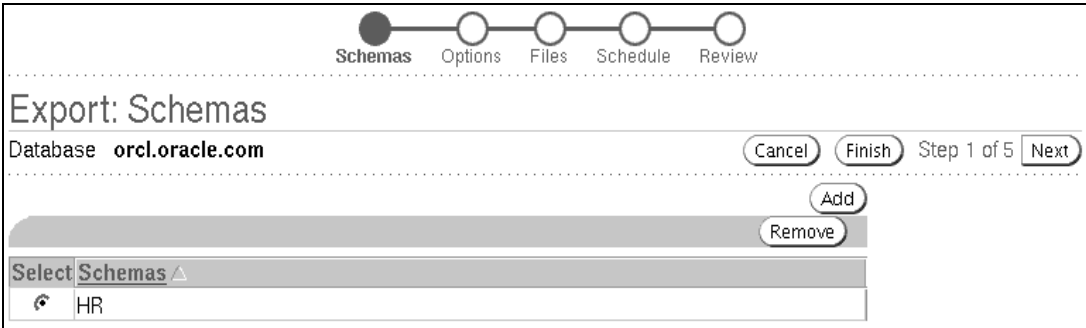 Schemas Options Files Schedule Review
Export: Schemas
Database orcl.oracle.com
Cancel Finish Step 1 of 5 Next
Add
Remove
Select Schemas
HR